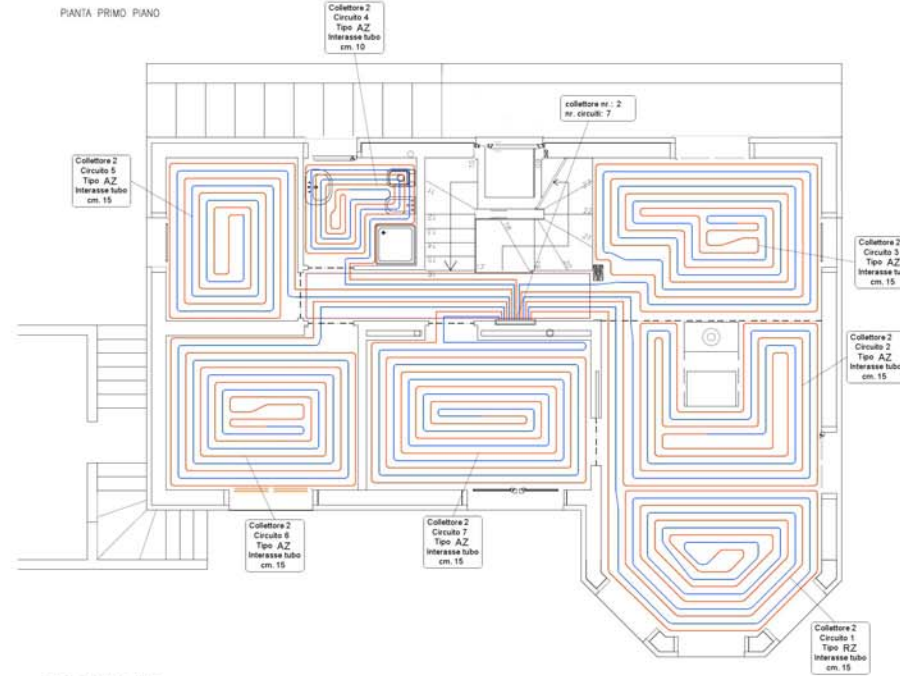 PIANTA PRIMO PIANO
Collettore 2
Circuito 4
Tipo AZ
Interasse tubo
cm. 10
collettore nr.: 2
nr. circuiti: 7
Collettore 2
Circuito 5
Tipo AZ
Interasse tubo
cm. 15
Collettore 2
Circuito 3
Tipo AZ
Interasse tu
cm. 15
Collettore 2
Circuito 2
Tipo AZ
Interasse tubo
cm. 15
Collettore 2
Circuito 6
Tipo AZ
Interasse tubo
cm. 15
Collettore 2
Circuito 7
Tipo AZ
Interasse tubo
cm. 15
Collettore 2
Circuito 1
Tipo RZ
Interasse tubo
cm. 15